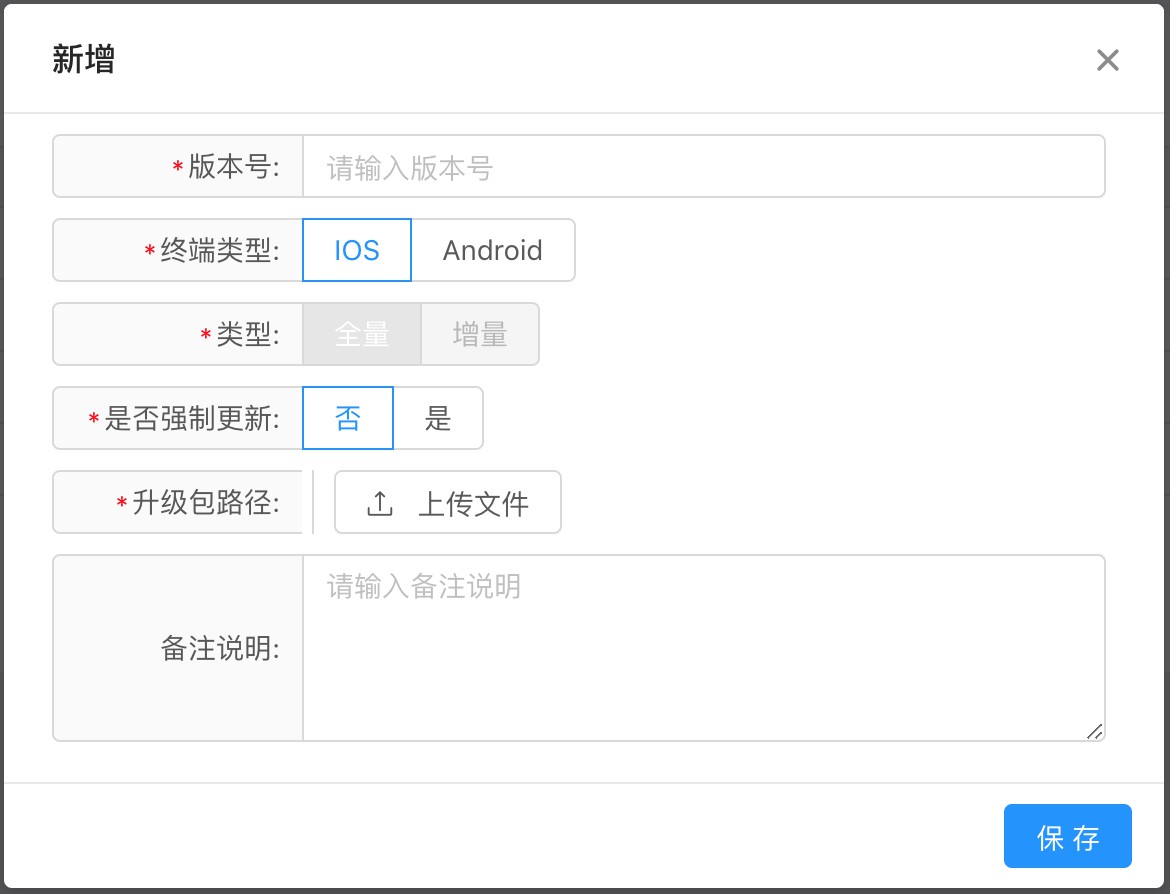 新增
*版本号: 请输入版本号
*终端类型: IOS Android
*类型: 全量 增量
*是否强制更新: 否 是
*升级包路径: 上传文件
备注说明: 请输入备注说明
保 存